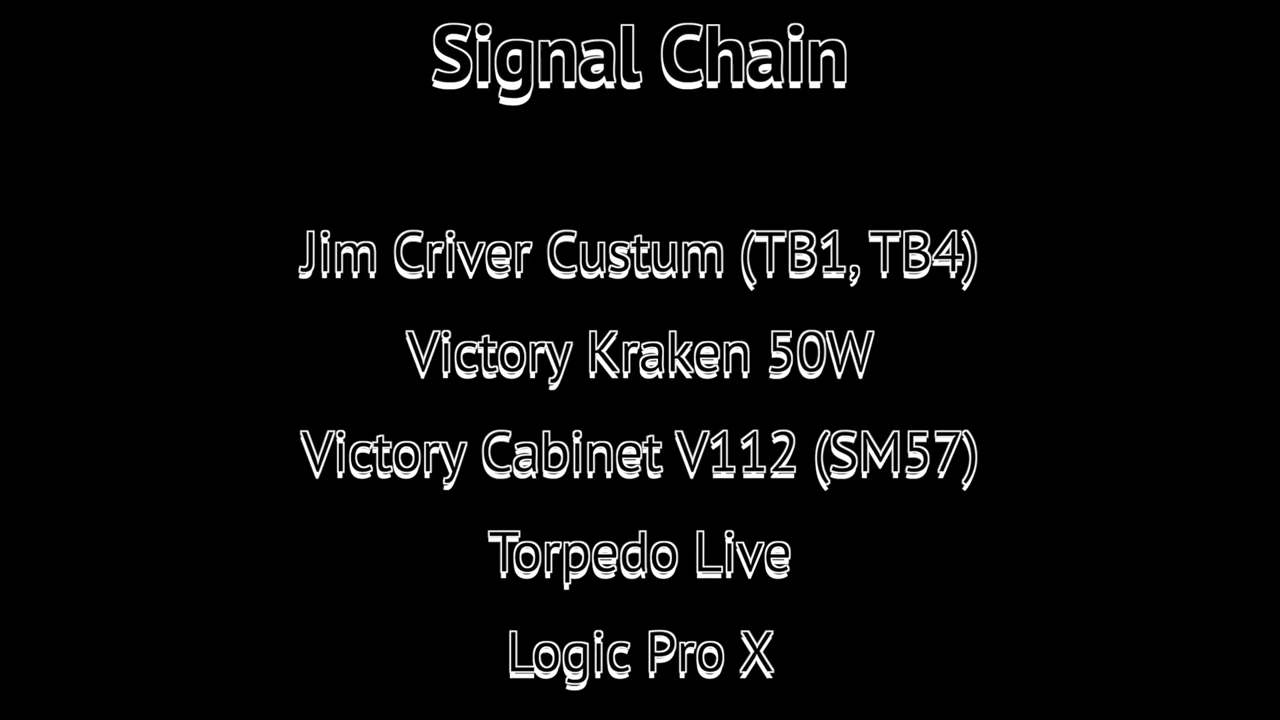 Signal Chain
Jim Criver Custum (TB1, TB4)
Victory Kraken 50W
Victory Cabinet V112 (SM57)
Torpedo Live
Logic Pro X